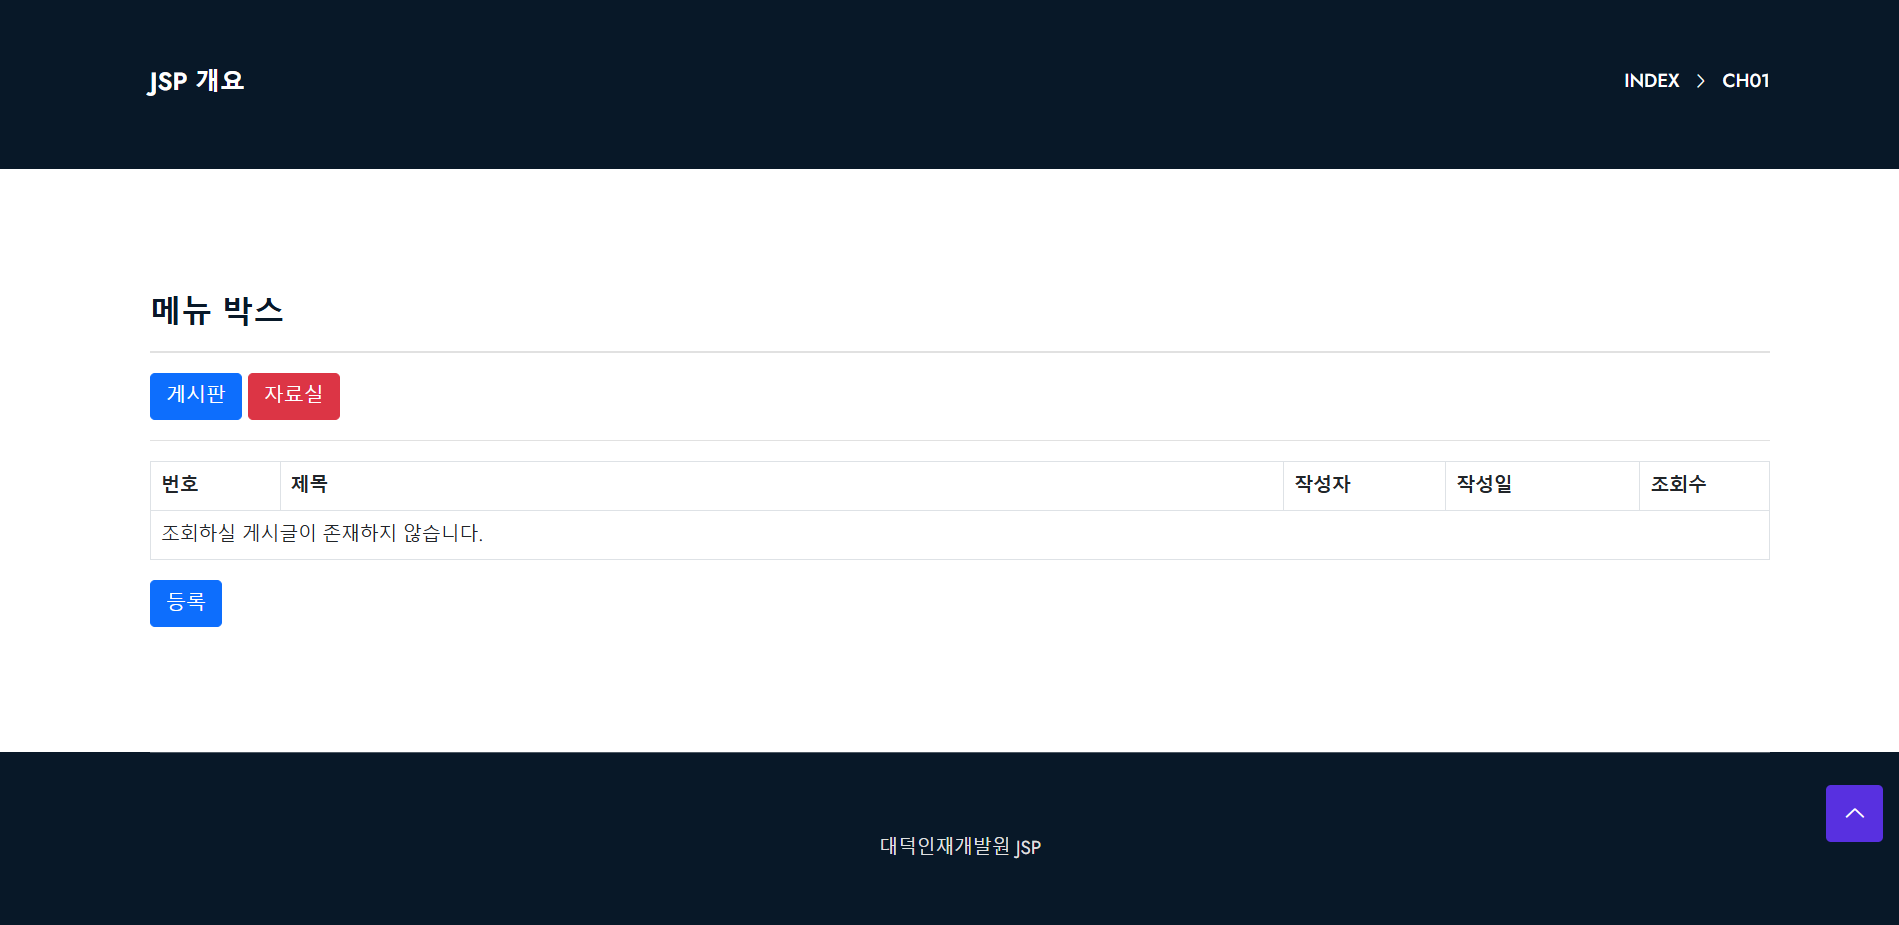 JSP 개요
INDEX > CH01
메뉴 박스
게시판 자료실
번호 제목 작성자 작성일 조회수
조회하실 게시글이 존재하지 않습니다.
등록
대덕인재개발원 JSP